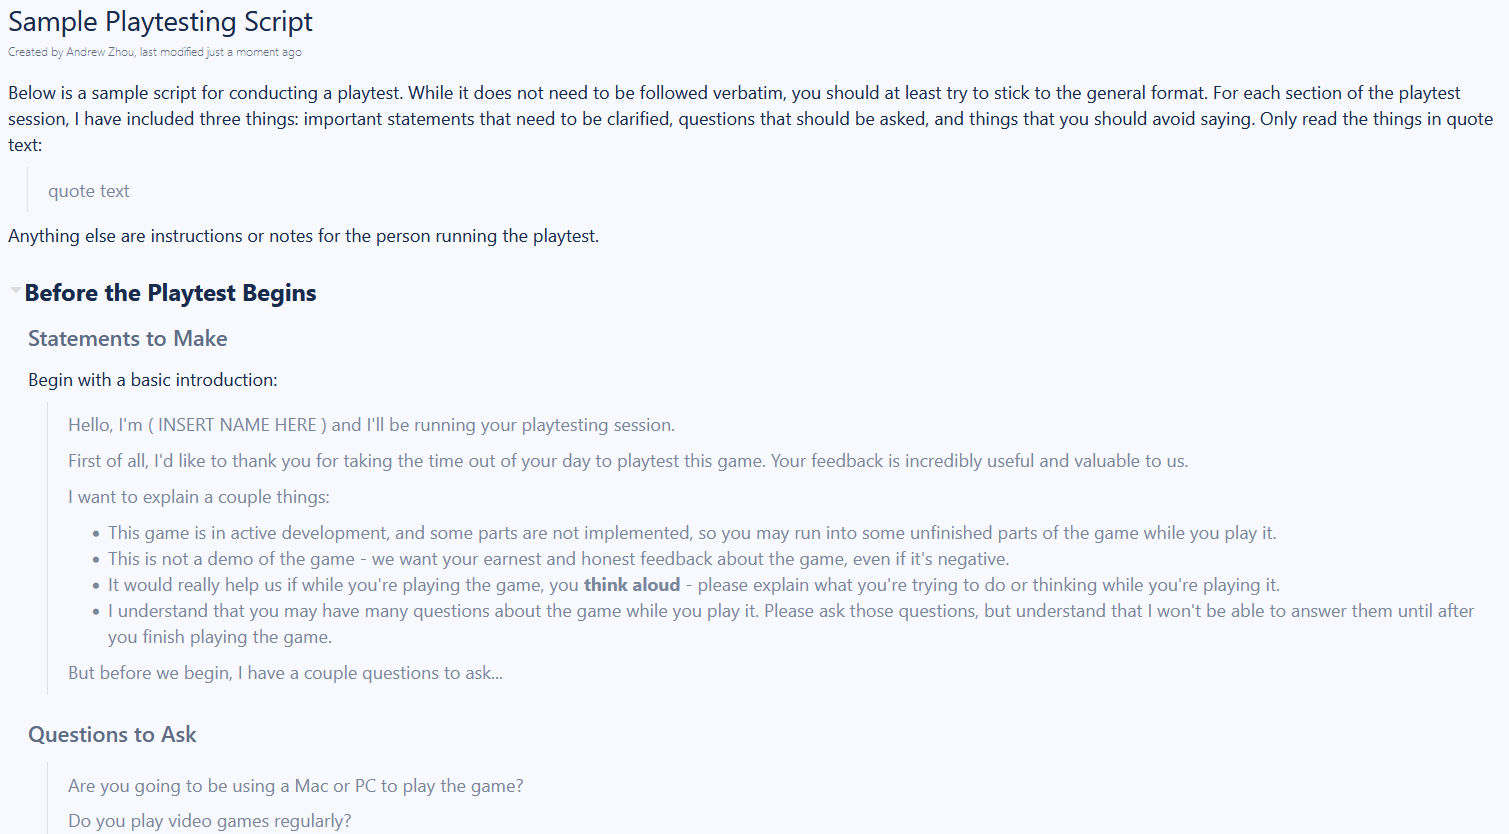 Sample Playtesting Script
Created by Andrew Zhou, last modified just a moment ago
Below is a sample script for conducting a playtest. While it does not need to be followed verbatim, you should at least try to stick to the general format. For each section of the playtest
session, I have included three things: important statements that need to be clarified, questions that should be asked, and things that you should avoid saying. Only read the things in quote
text:
quote text
Anything else are instructions or notes for the person running the playtest.
Before the Playtest Begins
Statements to Make
Begin with a basic introduction:
Hello, I'm ( INSERT NAME HERE ) and I'll be running your playtesting session.
First of all, I'd like to thank you for taking the time out of your day to playtest this game. Your feedback is incredibly useful and valuable to us.
I want to explain a couple things:
• This game is in active development, and some parts are not implemented, so you may run into some unfinished parts of the game while you play it.
• This is not a demo of the game - we want your earnest and honest feedback about the game, even if it's negative.
• It would really help us if while you're playing the game, you think aloud - please explain what you're trying to do or thinking while you're playing it.
• I understand that you may have many questions about the game while you play it. Please ask those questions, but understand that I won't be able to answer them until after
you finish playing the game.
But before we begin, I have a couple questions to ask...
Questions to Ask
Are you going to be using a Mac or PC to play the game?
Do you play video games regularly?